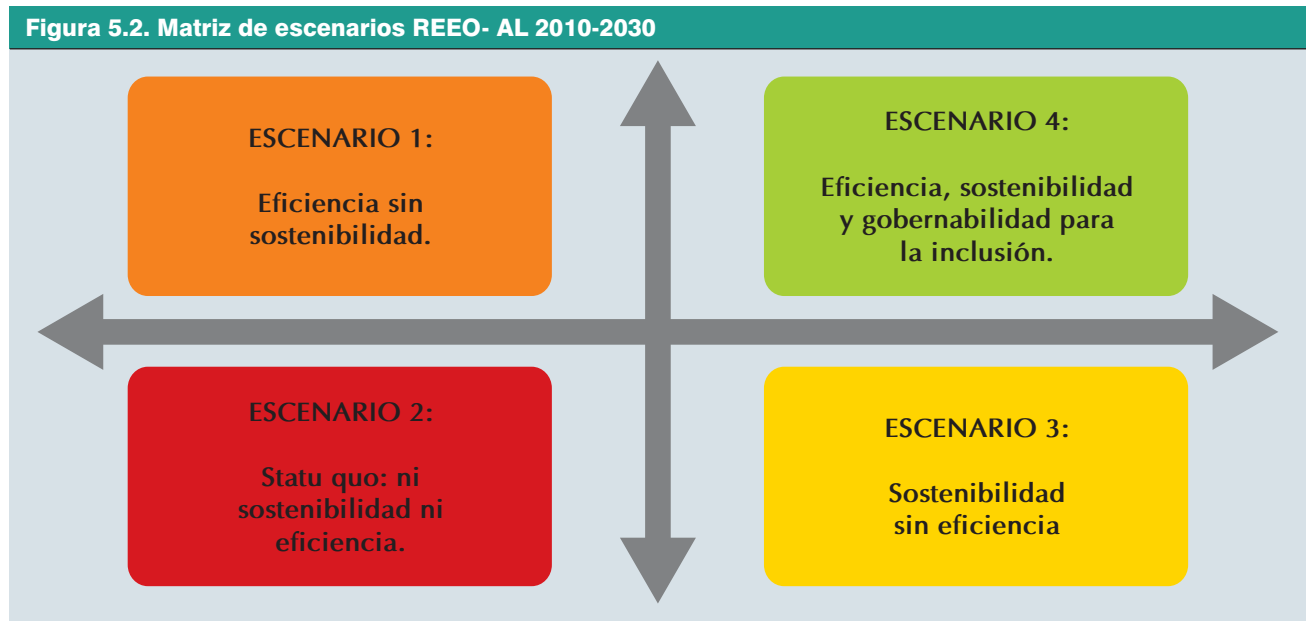 Figura 5.2. Matriz de escenarios REEO- AL 2010-2030
ESCENARIO 1:
Eficiencia sin
sostenibilidad.
ESCENARIO 4:
Eficiencia, sostenibilidad
y gobernabilidad para
la inclusión.
ESCENARIO 2:
Statu quo: ni
sostenibilidad ni
eficiencia.
ESCENARIO 3:
Sostenibilidad
sin eficiencia